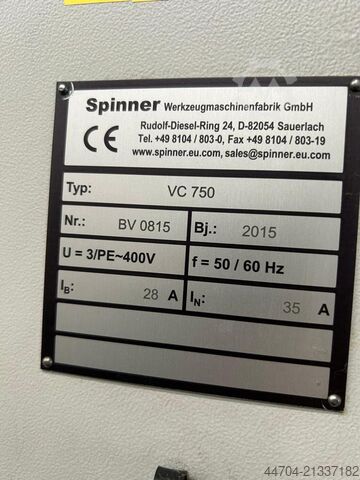 Spinner Werkzeugmaschinenfabrik GmbH
CE
Rudolf-Diesel-Ring 24, D-82054 Sauerlach
Tel. +49 8104 / 803-0, Fax +49 8104 / 803-19
www.spinner.eu.com, sales@spinner.eu.com
Typ: VC 750
Nr.: BV 0815 Bj.: 2015
U = 3/PE~400V f = 50 / 60 Hz
IB: 28 A IN: 35 A
44704-21337182